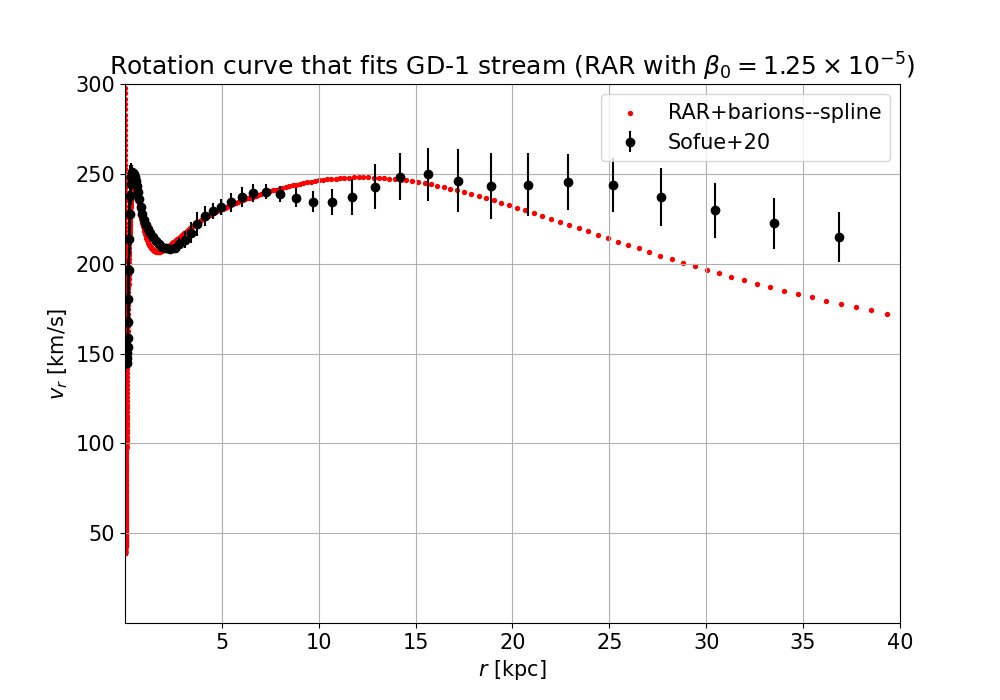 Rotation curve that fits GD-1 stream (RAR with β₀ = 1.25 × 10⁻⁵)
300
250
200
150
100
50
RAR+barions--spline
Sofue+20
vᵣ [km/s]
5 10 15 20 25 30 35 40
r [kpc]